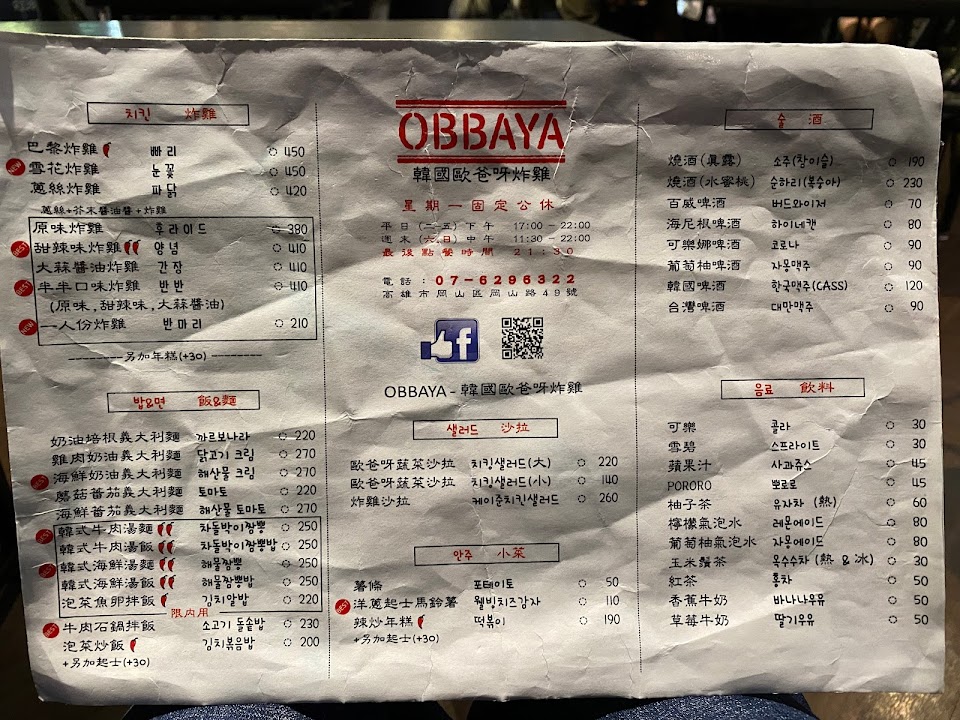 치킨 炸雞
巴黎炸雞 빠리 450
NEW 雪花炸雞 눈꽃 450
蔥絲炸雞 파닭 420
蔥絲+芥末醬油醬+炸雞
原味炸雞 후라이드 380
BEST 甜辣味炸雞 양념 410
大蒜醬油炸雞 간장 410
BEST 半半口味炸雞 반반 410
(原味,甜辣味,大蒜醬油)
NEW 一人份炸雞 반마리 210
--------另加年糕(+30)--------
밥&면 飯&麵
奶油培根義大利麵 까르보나라 220
雞肉奶油義大利麵 닭고기 크림 270
海鮮奶油義大利麵 해산물 크림 270
蘑菇蕃茄義大利麵 토마토 220
海鮮蕃茄義大利麵 해산물 토마토 270
韓式牛肉湯麵 차돌박이짬뽕 250
韓式牛肉湯飯 차돌박이짬뽕밥 250
韓式海鮮湯麵 해물짬뽕 250
韓式海鮮湯飯 해물짬뽕밥 250
泡菜魚卵拌飯 김치알밥 220
限內用
BEST 牛肉石鍋拌飯 소고기 돌솥밥 230
泡菜炒飯 김치볶음밥 200
+另加起士(+30)
OBBAYA
韓國歐爸呀炸雞
星期一固定公休
平日(二~五)下午 17:00 - 22:00
週末(六.日)中午 11:30 - 22:00
最後點餐時間 21:30
電話:07-6296322
高雄市岡山區岡山路49號
f
OBBAYA - 韓國歐爸呀炸雞
샐러드 沙拉
歐爸呀蔬菜沙拉 치킨샐러드(大) 220
歐爸呀蔬菜沙拉 치킨샐러드(小) 140
炸雞沙拉 케이준치킨샐러드 260
안주 小菜
薯條 포테이토 50
BEST 洋蔥起士馬鈴薯 웰빙치즈감자 110
辣炒年糕 떡볶이 190
+另加起士(+30)
술 酒
燒酒(真露) 소주(참이슬) 190
燒酒(水蜜桃) 순하리(복숭아) 230
百威啤酒 버드와이저 70
海尼根啤酒 하이네캔 80
可樂娜啤酒 코로나 90
葡萄柚啤酒 자몽맥주 90
韓國啤酒 한국맥주(CASS) 120
台灣啤酒 대만맥주 90
음료 飲料
可樂 콜라 30
雪碧 스프라이트 30
蘋果汁 사과쥬스 45
PORORO 뽀로로 45
柚子茶 유자차 (熱) 60
檸檬氣泡水 레몬에이드 80
葡萄柚氣泡水 자몽에이드 80
玉米鬚茶 옥수수차 (熱 & 冰) 30
紅茶 홍차 50
香蕉牛奶 바나나우유 50
草莓牛奶 딸기우유 50